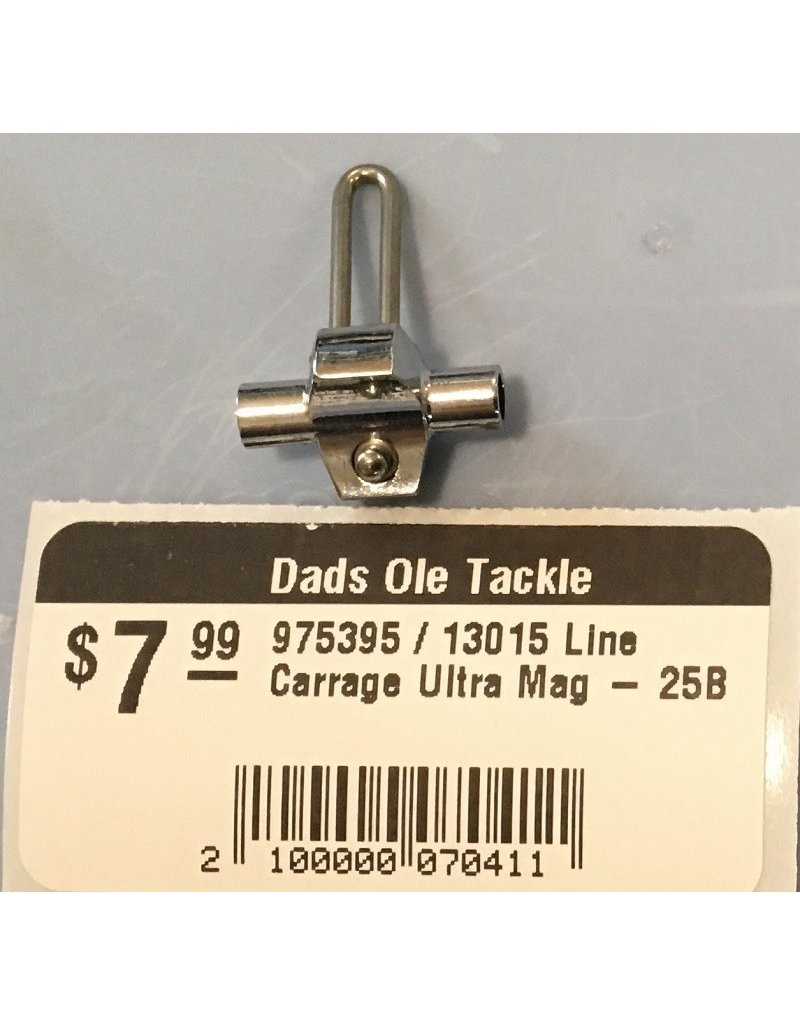 Dads Ole Tackle
$7 99
975395 / 13015 Line
Carrage Ultra Mag – 25B
2 100000 070411